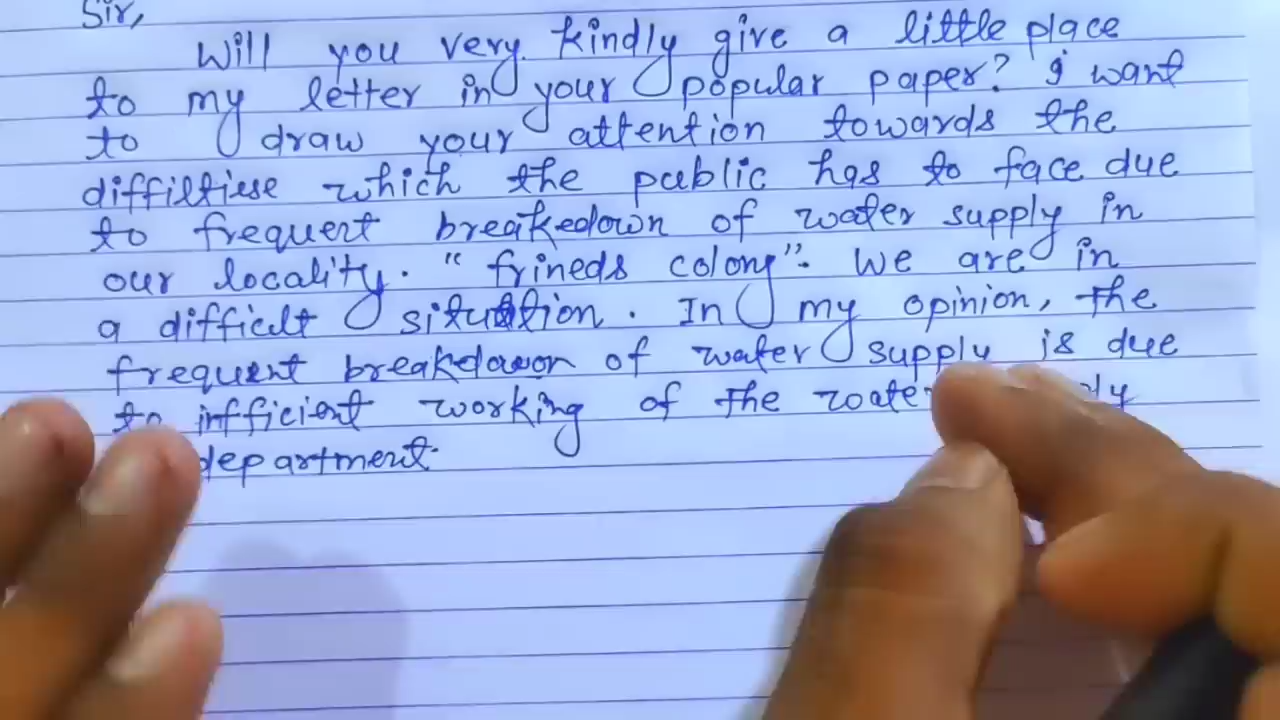 Sir,
Will you very kindly give a little place
to my letter in your popular paper? I want
to draw your attention towards the
diffiltiese which the public has to face due
to frequent breakedown of water supply in
our locality. "frineds colony". We are in
a difficult situation. In my opinion, the
frequent breakdown of water supply is due
to infficient working of the water
department.